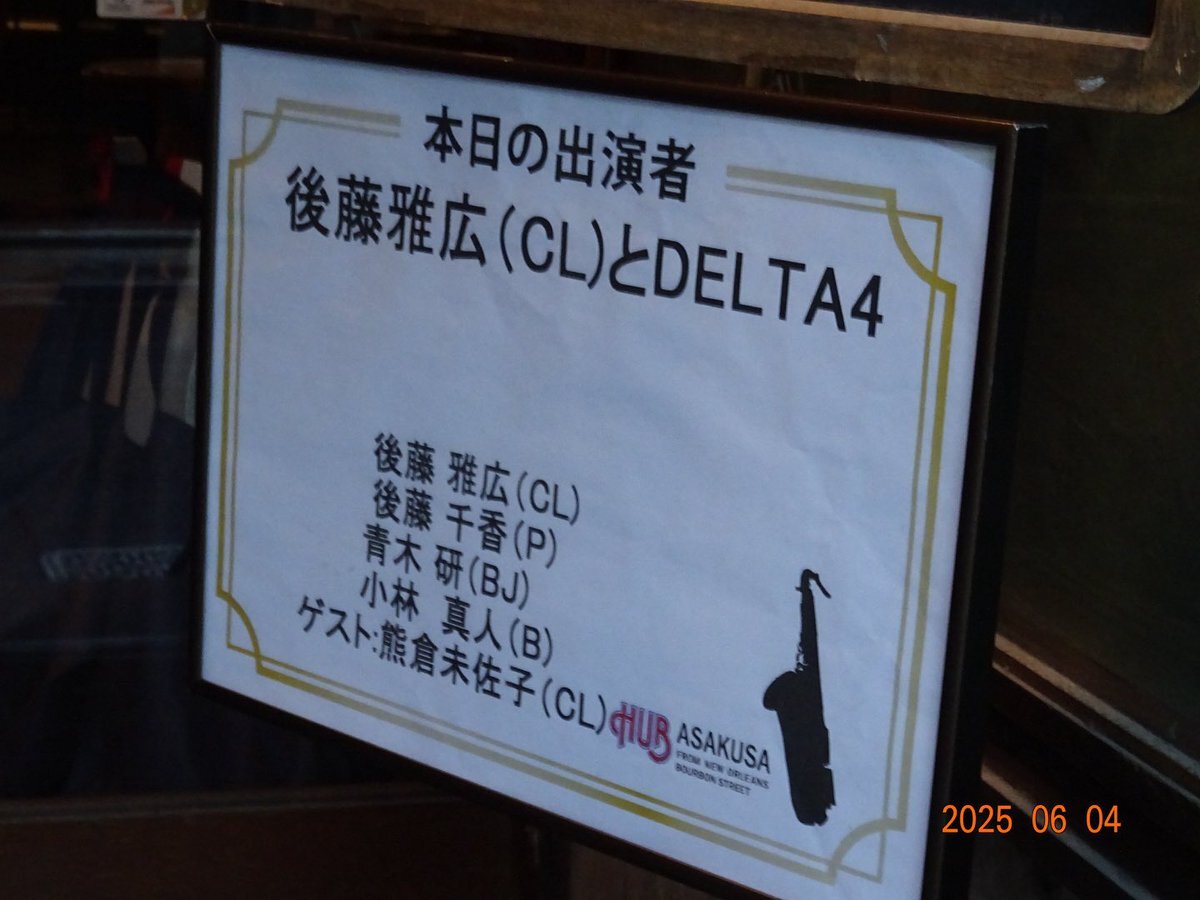 本日の出演者
後藤雅広(CL)とDELTA4
後藤 雅広(CL)
後藤 千香(P)
青木 研(BJ)
小林 真人(B)
ゲスト:熊倉未佐子(CL)
HUB ASAKUSA
FROM NEW ORLEANS
BOURBON STREET
2025 06 04